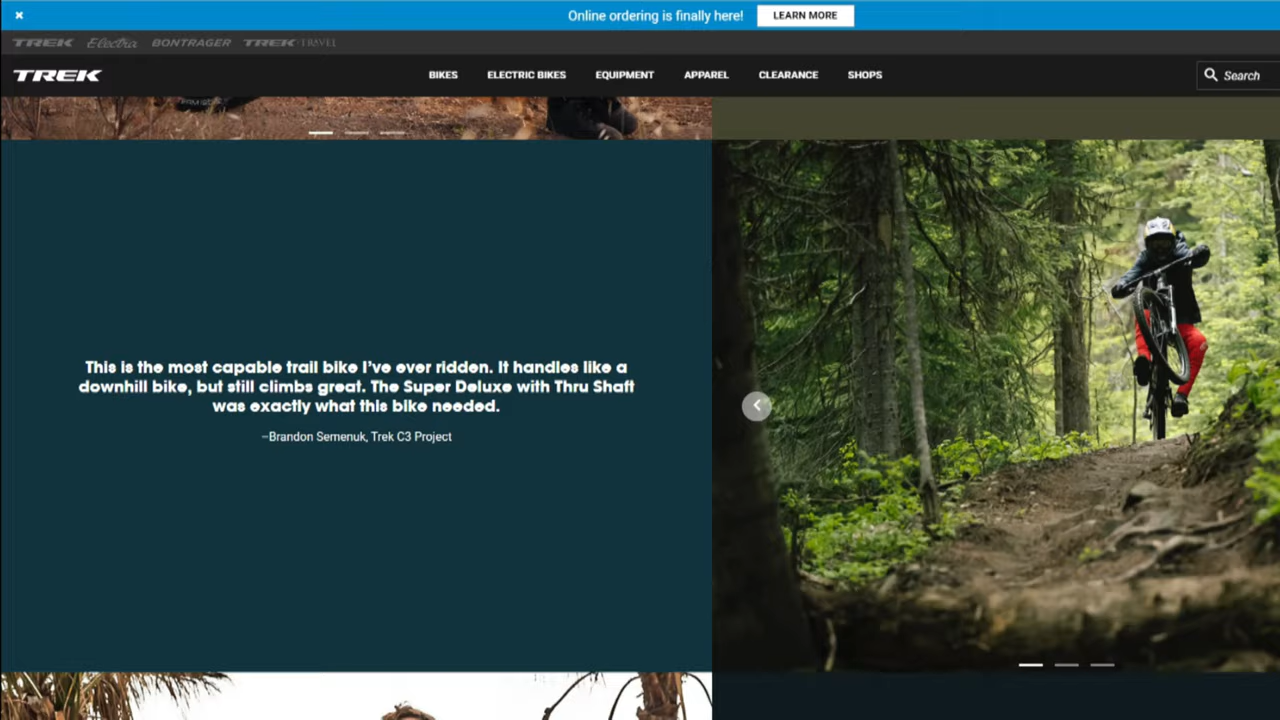 Online ordering is finally here!
LEARN MORE
TREK Electra BONTRAGER TREK TRAVEL
TREK
BIKES ELECTRIC BIKES EQUIPMENT APPAREL CLEARANCE SHOPS
Search
This is the most capable trail bike I've ever ridden. It handles like a
downhill bike, but still climbs great. The Super Deluxe with Thru Shaft
was exactly what this bike needed.
–Brandon Semenuk, Trek C3 Project